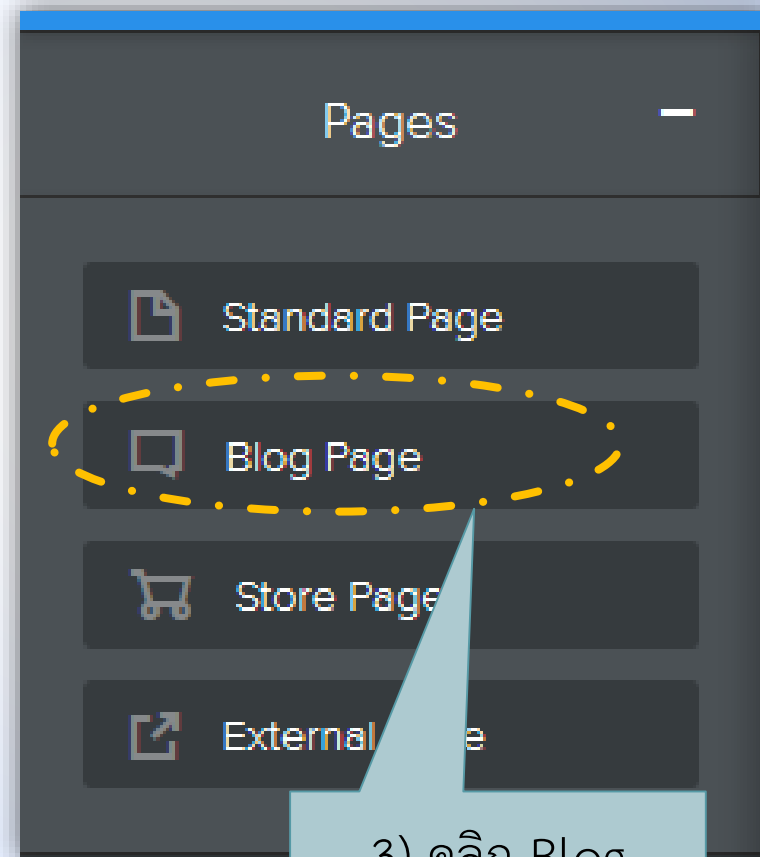 Pages
Standard Page
Blog Page
Store Page
External
3) คลิก Blog